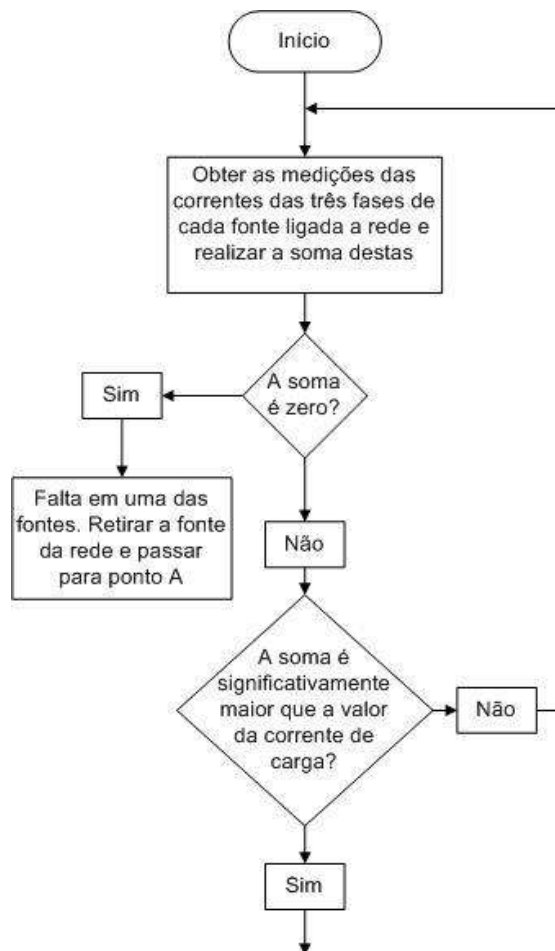 Início
Obter as medições das
correntes das três fases de
cada fonte ligada a rede e
realizar a soma destas
A soma
é zero?
Sim
Falta em uma das
fontes. Retirar a fonte
da rede e passar
para ponto A
Não
A soma é
significativamente
maior que a valor
da corrente de
carga?
Não
Sim